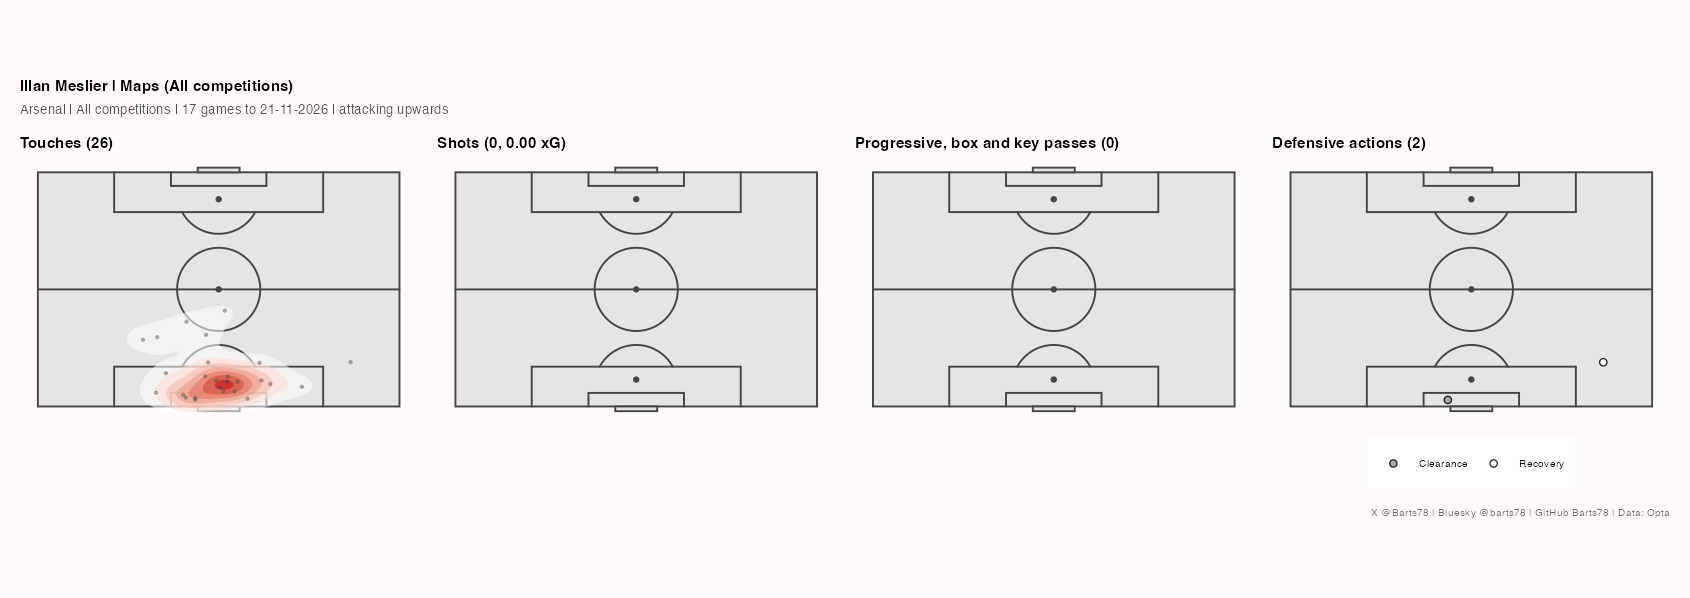 Illan Meslier | Maps (All competitions)
Arsenal | All competitions | 17 games to 21-11-2026 | attacking upwards
Touches (26)
Shots (0, 0.00 xG)
Progressive, box and key passes (0)
Defensive actions (2)
Clearance
Recovery
X @Barts78 | Bluesky @barts78 | GitHub Barts78 | Data: Opta